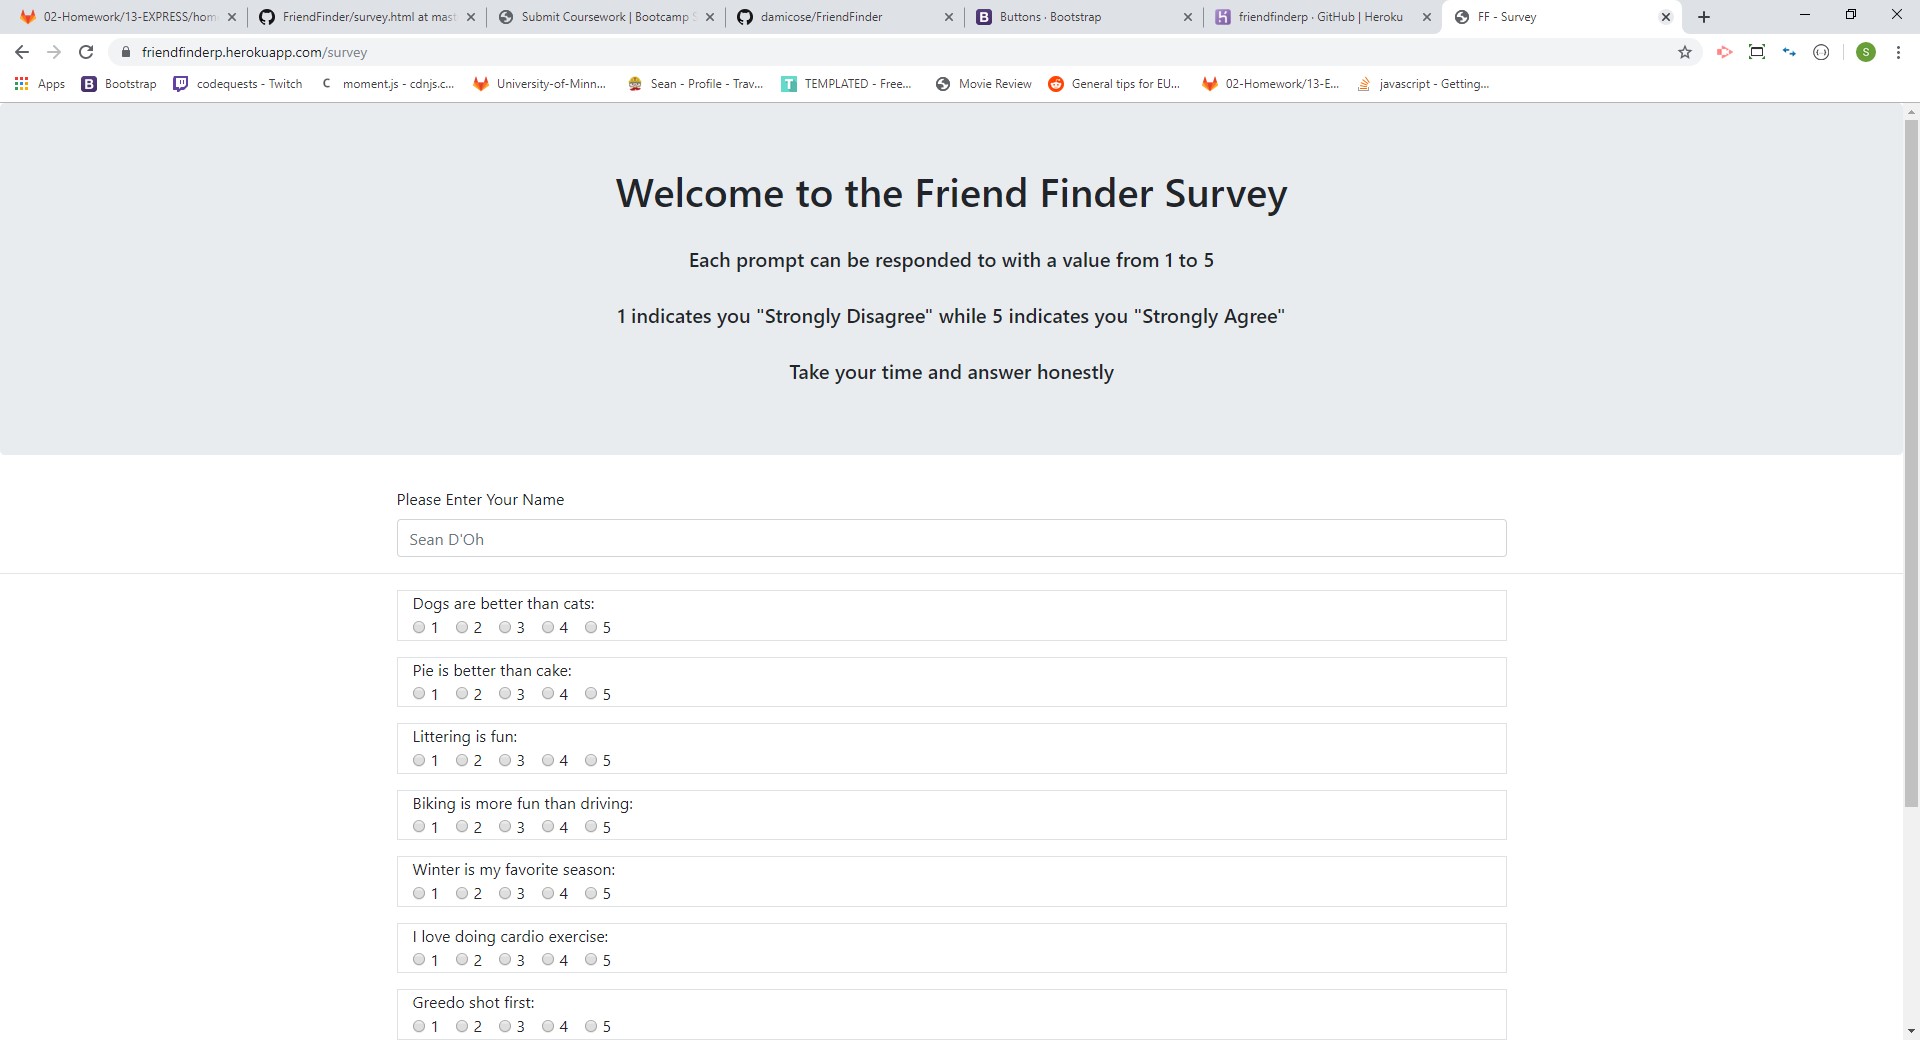 02-Homework/13-EXPRESS/hom
FriendFinder/survey.html at mast
Submit Coursework | Bootcamp S
damicose/FriendFinder
Buttons · Bootstrap
friendfinderp · GitHub | Heroku
FF - Survey
friendfinderp.herokuapp.com/survey
S
Apps
B Bootstrap
codequests - Twitch
C moment.js - cdnjs.c...
University-of-Minn...
Sean - Profile - Trav...
T TEMPLATED - Free...
Movie Review
General tips for EU...
02-Homework/13-E...
javascript - Getting...
Welcome to the Friend Finder Survey
Each prompt can be responded to with a value from 1 to 5
1 indicates you "Strongly Disagree" while 5 indicates you "Strongly Agree"
Take your time and answer honestly
Please Enter Your Name
Sean D'Oh
Dogs are better than cats:
1 2 3 4 5
Pie is better than cake:
1 2 3 4 5
Littering is fun:
1 2 3 4 5
Biking is more fun than driving:
1 2 3 4 5
Winter is my favorite season:
1 2 3 4 5
I love doing cardio exercise:
1 2 3 4 5
Greedo shot first:
1 2 3 4 5